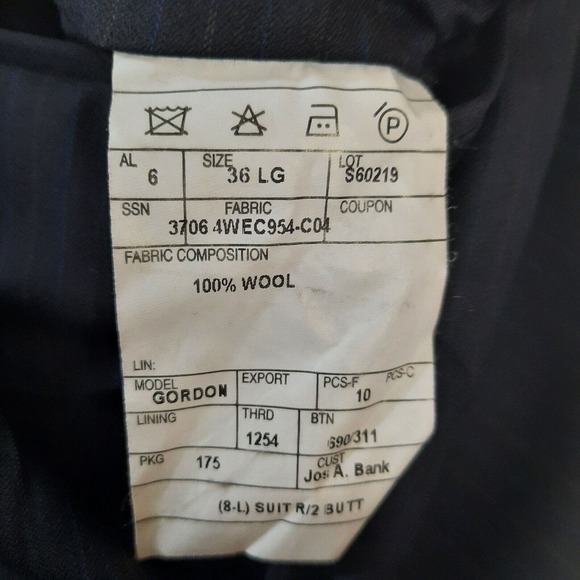 P
AL SIZE LOT
6 36 LG S60219
SSN FABRIC COUPON
3706 4WEC954-C04
FABRIC COMPOSITION
100% WOOL
LIN:
MODEL EXPORT PCS-F PCS-C
GORDON 10
LINING THRD BTN
1254 690/311
PKG 175 CUST
Jos A. Bank
(8-L) SUIT R/2 BUTT